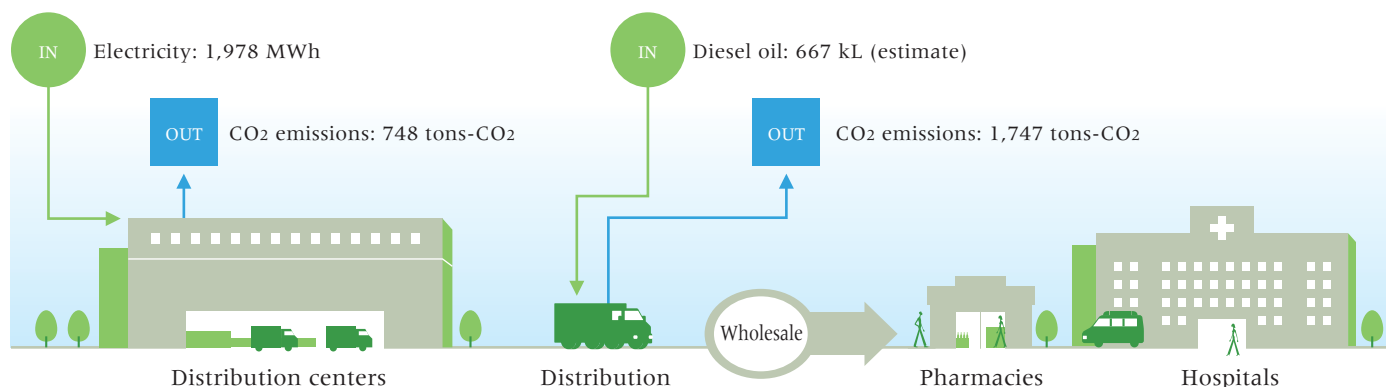 IN
Electricity: 1,978 MWh
IN
Diesel oil: 667 kL (estimate)
OUT
CO2 emissions: 748 tons-CO2
OUT
CO2 emissions: 1,747 tons-CO2
Wholesale
Distribution centers
Distribution
Pharmacies
Hospitals